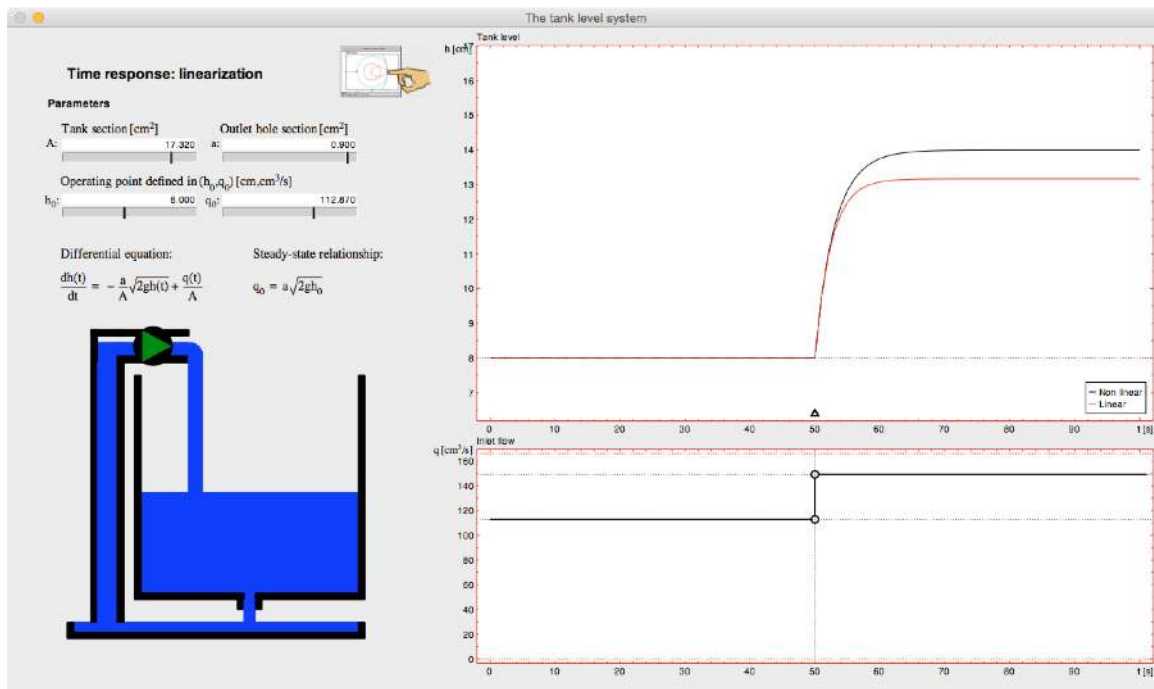 The tank level system
Time response: linearization
Parameters
Tank section [cm²] Outlet hole section [cm²]
A: 17.320 a: 0.900
Operating point defined in (h₀,q₀) [cm,cm³/s]
h₀: 8.000 q₀: 112.870
Differential equation: Steady-state relationship:
dh(t)/dt = - a/A √2gh(t) + q(t)/A q₀ = a√2gh₀
Tank level
h [cm]
17
16
15
14
13
12
11
10
9
8
7
Non linear
Linear
0 10 20 30 40 50 60 70 80 90 t [s]
Inlet flow
q [cm³/s]
160
140
120
100
80
60
40
20
0
0 10 20 30 40 50 60 70 80 90 t [s]